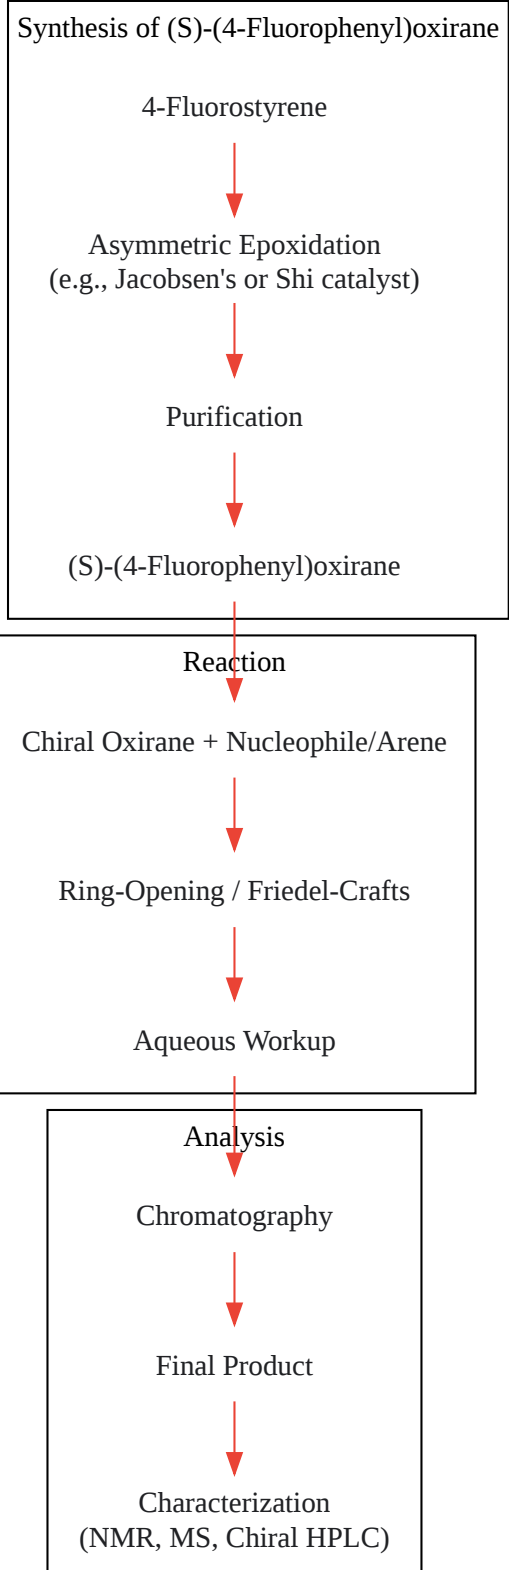 Synthesis of (S)-(4-Fluorophenyl)oxirane
4-Fluorostyrene
Asymmetric Epoxidation
(e.g., Jacobsen's or Shi catalyst)
Purification
(S)-(4-Fluorophenyl)oxirane
Reaction
Chiral Oxirane + Nucleophile/Arene
Ring-Opening / Friedel-Crafts
Aqueous Workup
Analysis
Chromatography
Final Product
Characterization
(NMR, MS, Chiral HPLC)